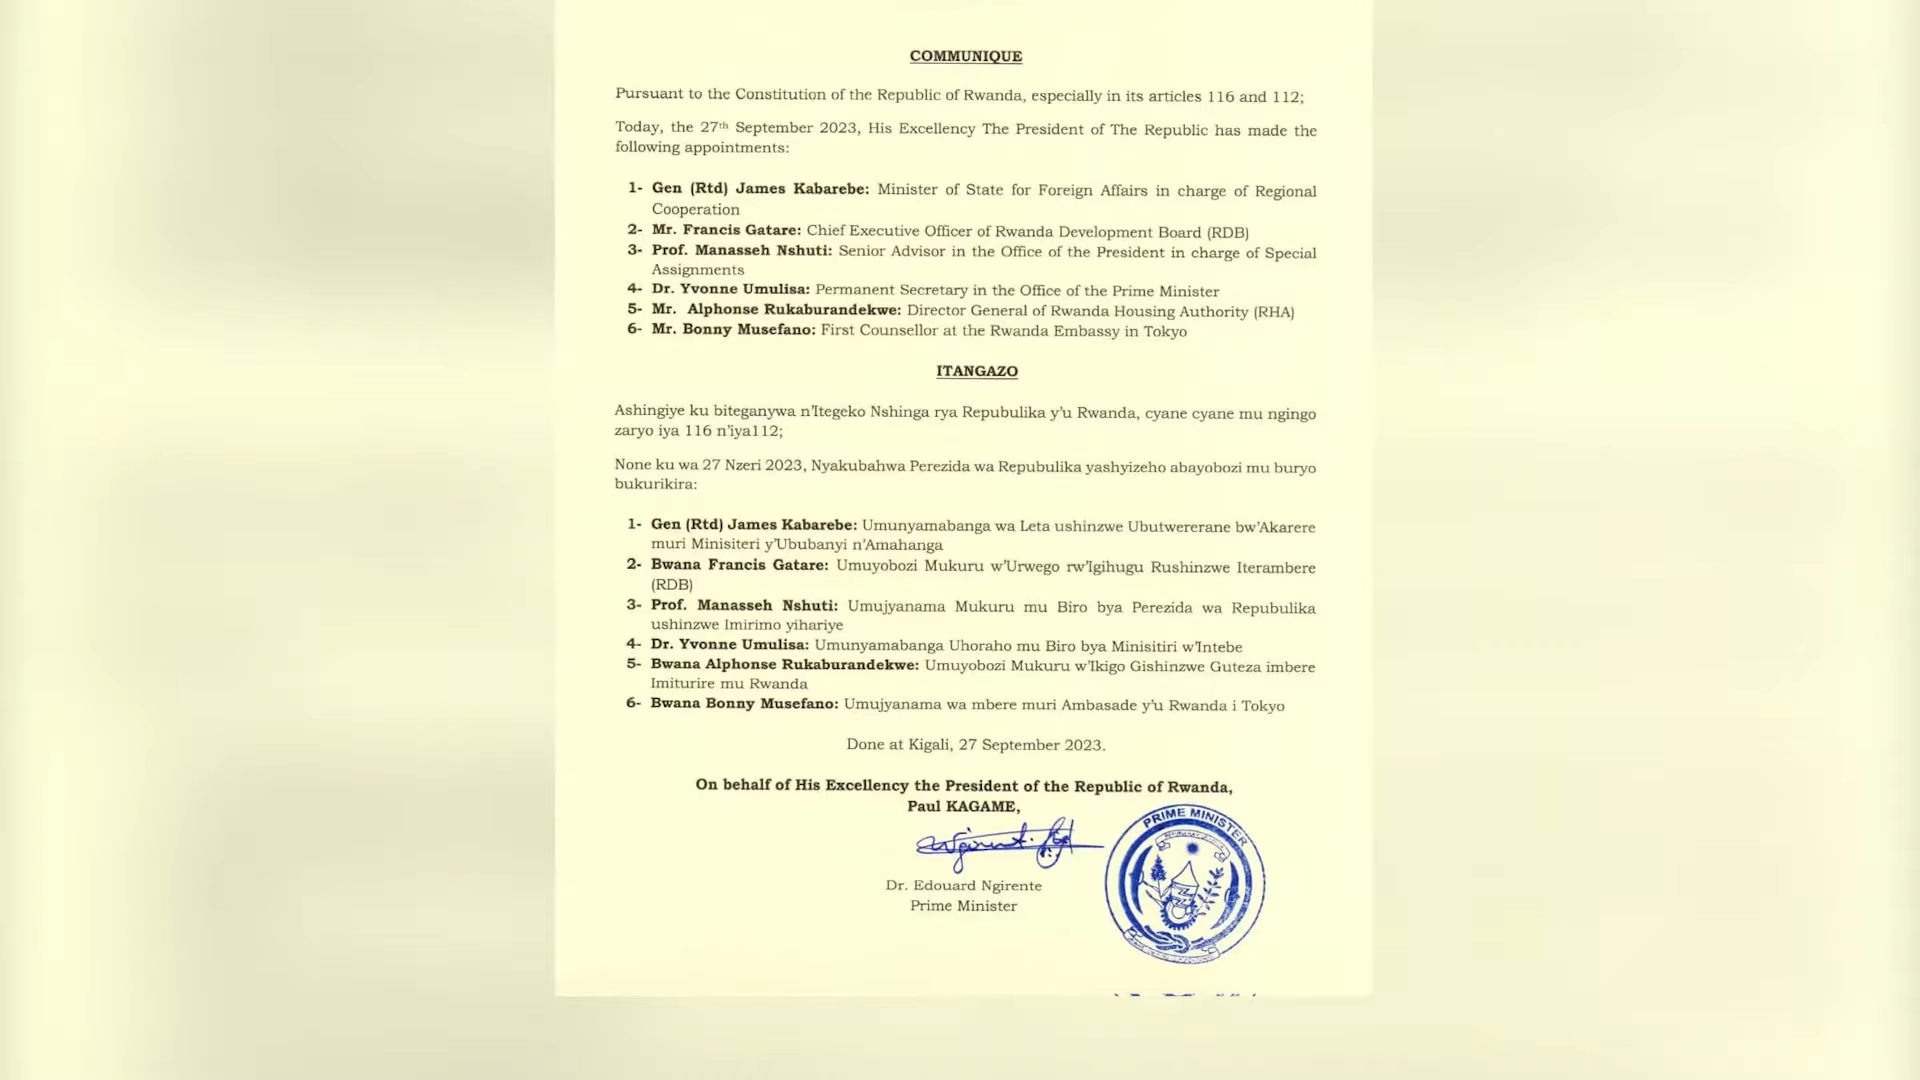 COMMUNIQUE
Pursuant to the Constitution of the Republic of Rwanda, especially in its articles 116 and 112;
Today, the 27th September 2023, His Excellency The President of The Republic has made the
following appointments:
1- Gen (Rtd) James Kabarebe: Minister of State for Foreign Affairs in charge of Regional
Cooperation
2- Mr. Francis Gatare: Chief Executive Officer of Rwanda Development Board (RDB)
3- Prof. Manasseh Nshuti: Senior Advisor in the Office of the President in charge of Special
Assignments
4- Dr. Yvonne Umulisa: Permanent Secretary in the Office of the Prime Minister
5- Mr. Alphonse Rukaburandekwe: Director General of Rwanda Housing Authority (RHA)
6- Mr. Bonny Musefano: First Counsellor at the Rwanda Embassy in Tokyo
ITANGAZO
Ashingiye ku biteganywa n'Itegeko Nshinga rya Repubulika y'u Rwanda, cyane cyane mu ngingo
zaryo iya 116 n'iya112;
None ku wa 27 Nzeri 2023, Nyakubahwa Perezida wa Repubulika yashyizeho abayobozi mu buryo
bukurikira:
1- Gen (Rtd) James Kabarebe: Umunyamabanga wa Leta ushinzwe Ubutwererane bw'Akarere
muri Minisiteri y'Ububanyi n'Amahanga
2- Bwana Francis Gatare: Umuyobozi Mukuru w'Urwego rw'Igihugu Rushinzwe Iterambere
(RDB)
3- Prof. Manasseh Nshuti: Umujyanama Mukuru mu Biro bya Perezida wa Repubulika
ushinzwe Imirimo yihariye
4- Dr. Yvonne Umulisa: Umunyamabanga Uhoraho mu Biro bya Minisitiri w'Intebe
5- Bwana Alphonse Rukaburandekwe: Umuyobozi Mukuru w'Ikigo Gishinzwe Guteza imbere
Imiturire mu Rwanda
6- Bwana Bonny Musefano: Umujyanama wa mbere muri Ambasade y'u Rwanda i Tokyo
Done at Kigali, 27 September 2023.
On behalf of His Excellency the President of the Republic of Rwanda,
Paul KAGAME,
PRIME MINISTER
Dr. Edouard Ngirente
Prime Minister